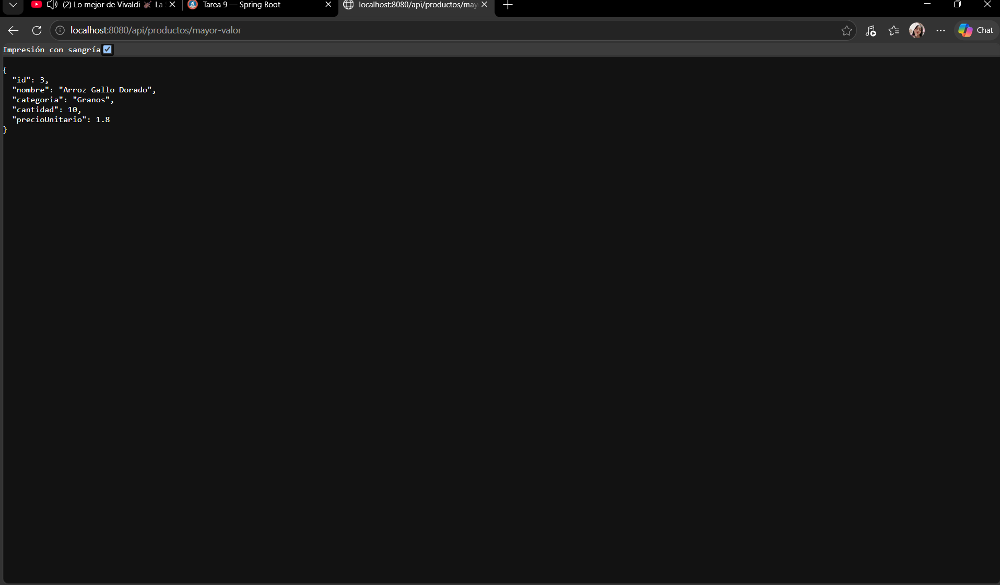 (2) Lo mejor de Vivaldi 🎻 La
Tarea 9 — Spring Boot
localhost:8080/api/productos/may
localhost:8080/api/productos/mayor-valor
Chat
Impresión con sangría
{
"id": 3,
"nombre": "Arroz Gallo Dorado",
"categoria": "Granos",
"cantidad": 10,
"precioUnitario": 1.8
}